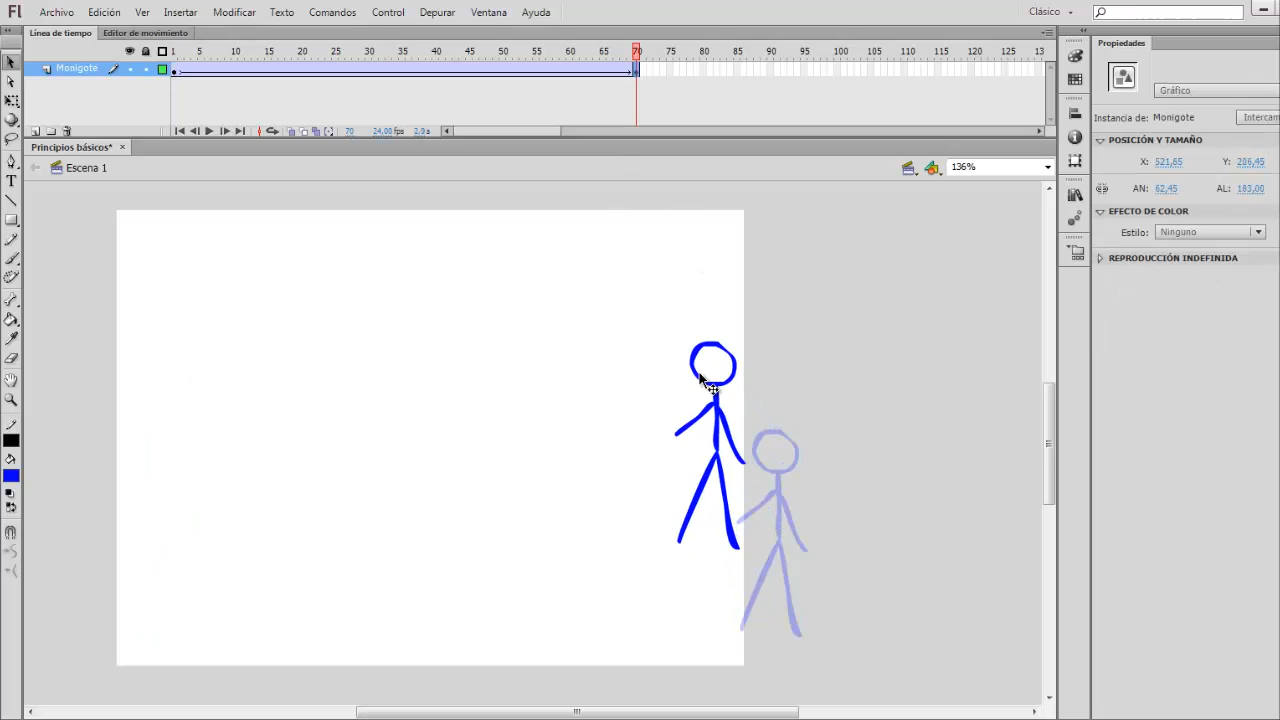 Fl Archivo Edición Ver Insertar Modificar Texto Comandos Control Depurar Ventana Ayuda Clásico
Línea de tiempo Editor de movimiento
1 5 10 15 20 25 30 35 40 45 50 55 60 65 70 75 80 85 90 95 100 105 110 115 120 125 13
Monigote
70 24,00 fps 2,9 s
Principios básicos* ×
Escena 1 136%
Propiedades
Gráfico
Instancia de: Monigote Intercam
POSICIÓN Y TAMAÑO
X: 521,65 Y: 206,45
AN: 62,45 AL: 183,00
EFECTO DE COLOR
Estilo: Ninguno
REPRODUCCIÓN INDEFINIDA
T